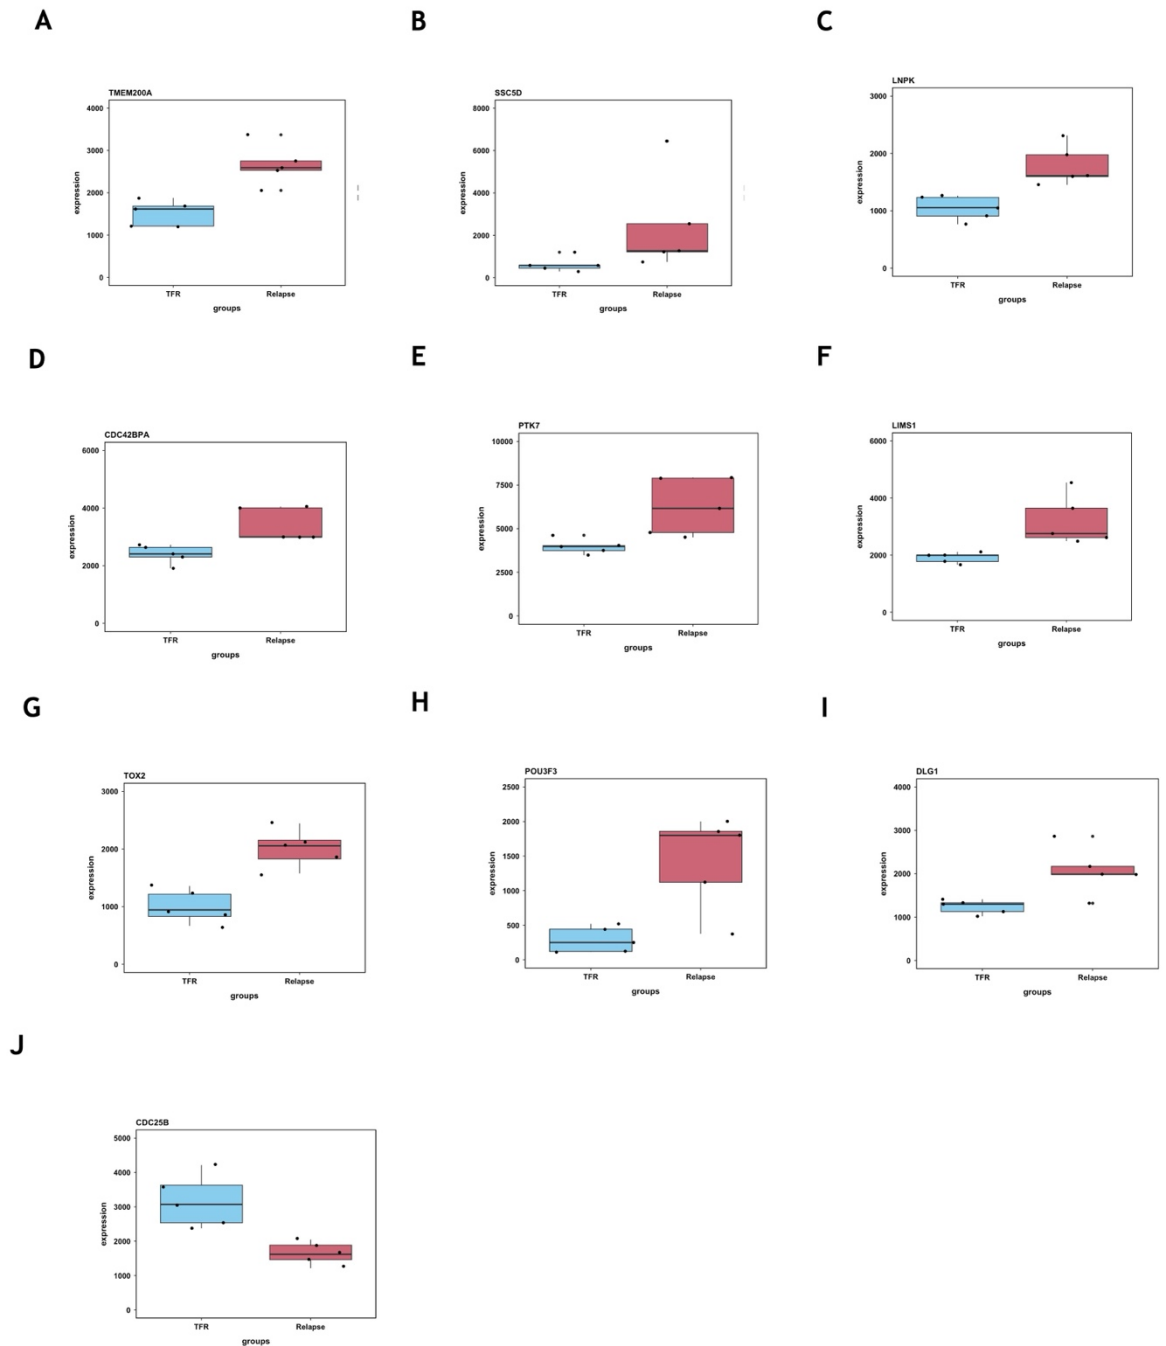 A
B
C
TMEM200A
4000
3000
2000
1000
0
expression
TFR
Relapse
groups
SSC5D
8000
6000
4000
2000
0
expression
TFR
Relapse
groups
LNPK
3000
2000
1000
0
expression
TFR
Relapse
groups
D
E
F
CDC42BPA
6000
4000
2000
0
expression
TFR
Relapse
groups
PTK7
10000
7500
5000
2500
0
expression
TFR
Relapse
groups
LIMS1
6000
4000
2000
0
expression
TFR
Relapse
groups
G
H
I
TOX2
3000
2000
1000
0
expression
TFR
Relapse
groups
POU3F3
2500
2000
1500
1000
500
0
expression
TFR
Relapse
groups
DLG1
4000
3000
2000
1000
0
expression
TFR
Relapse
groups
J
CDC25B
5000
4000
3000
2000
1000
0
expression
TFR
Relapse
groups